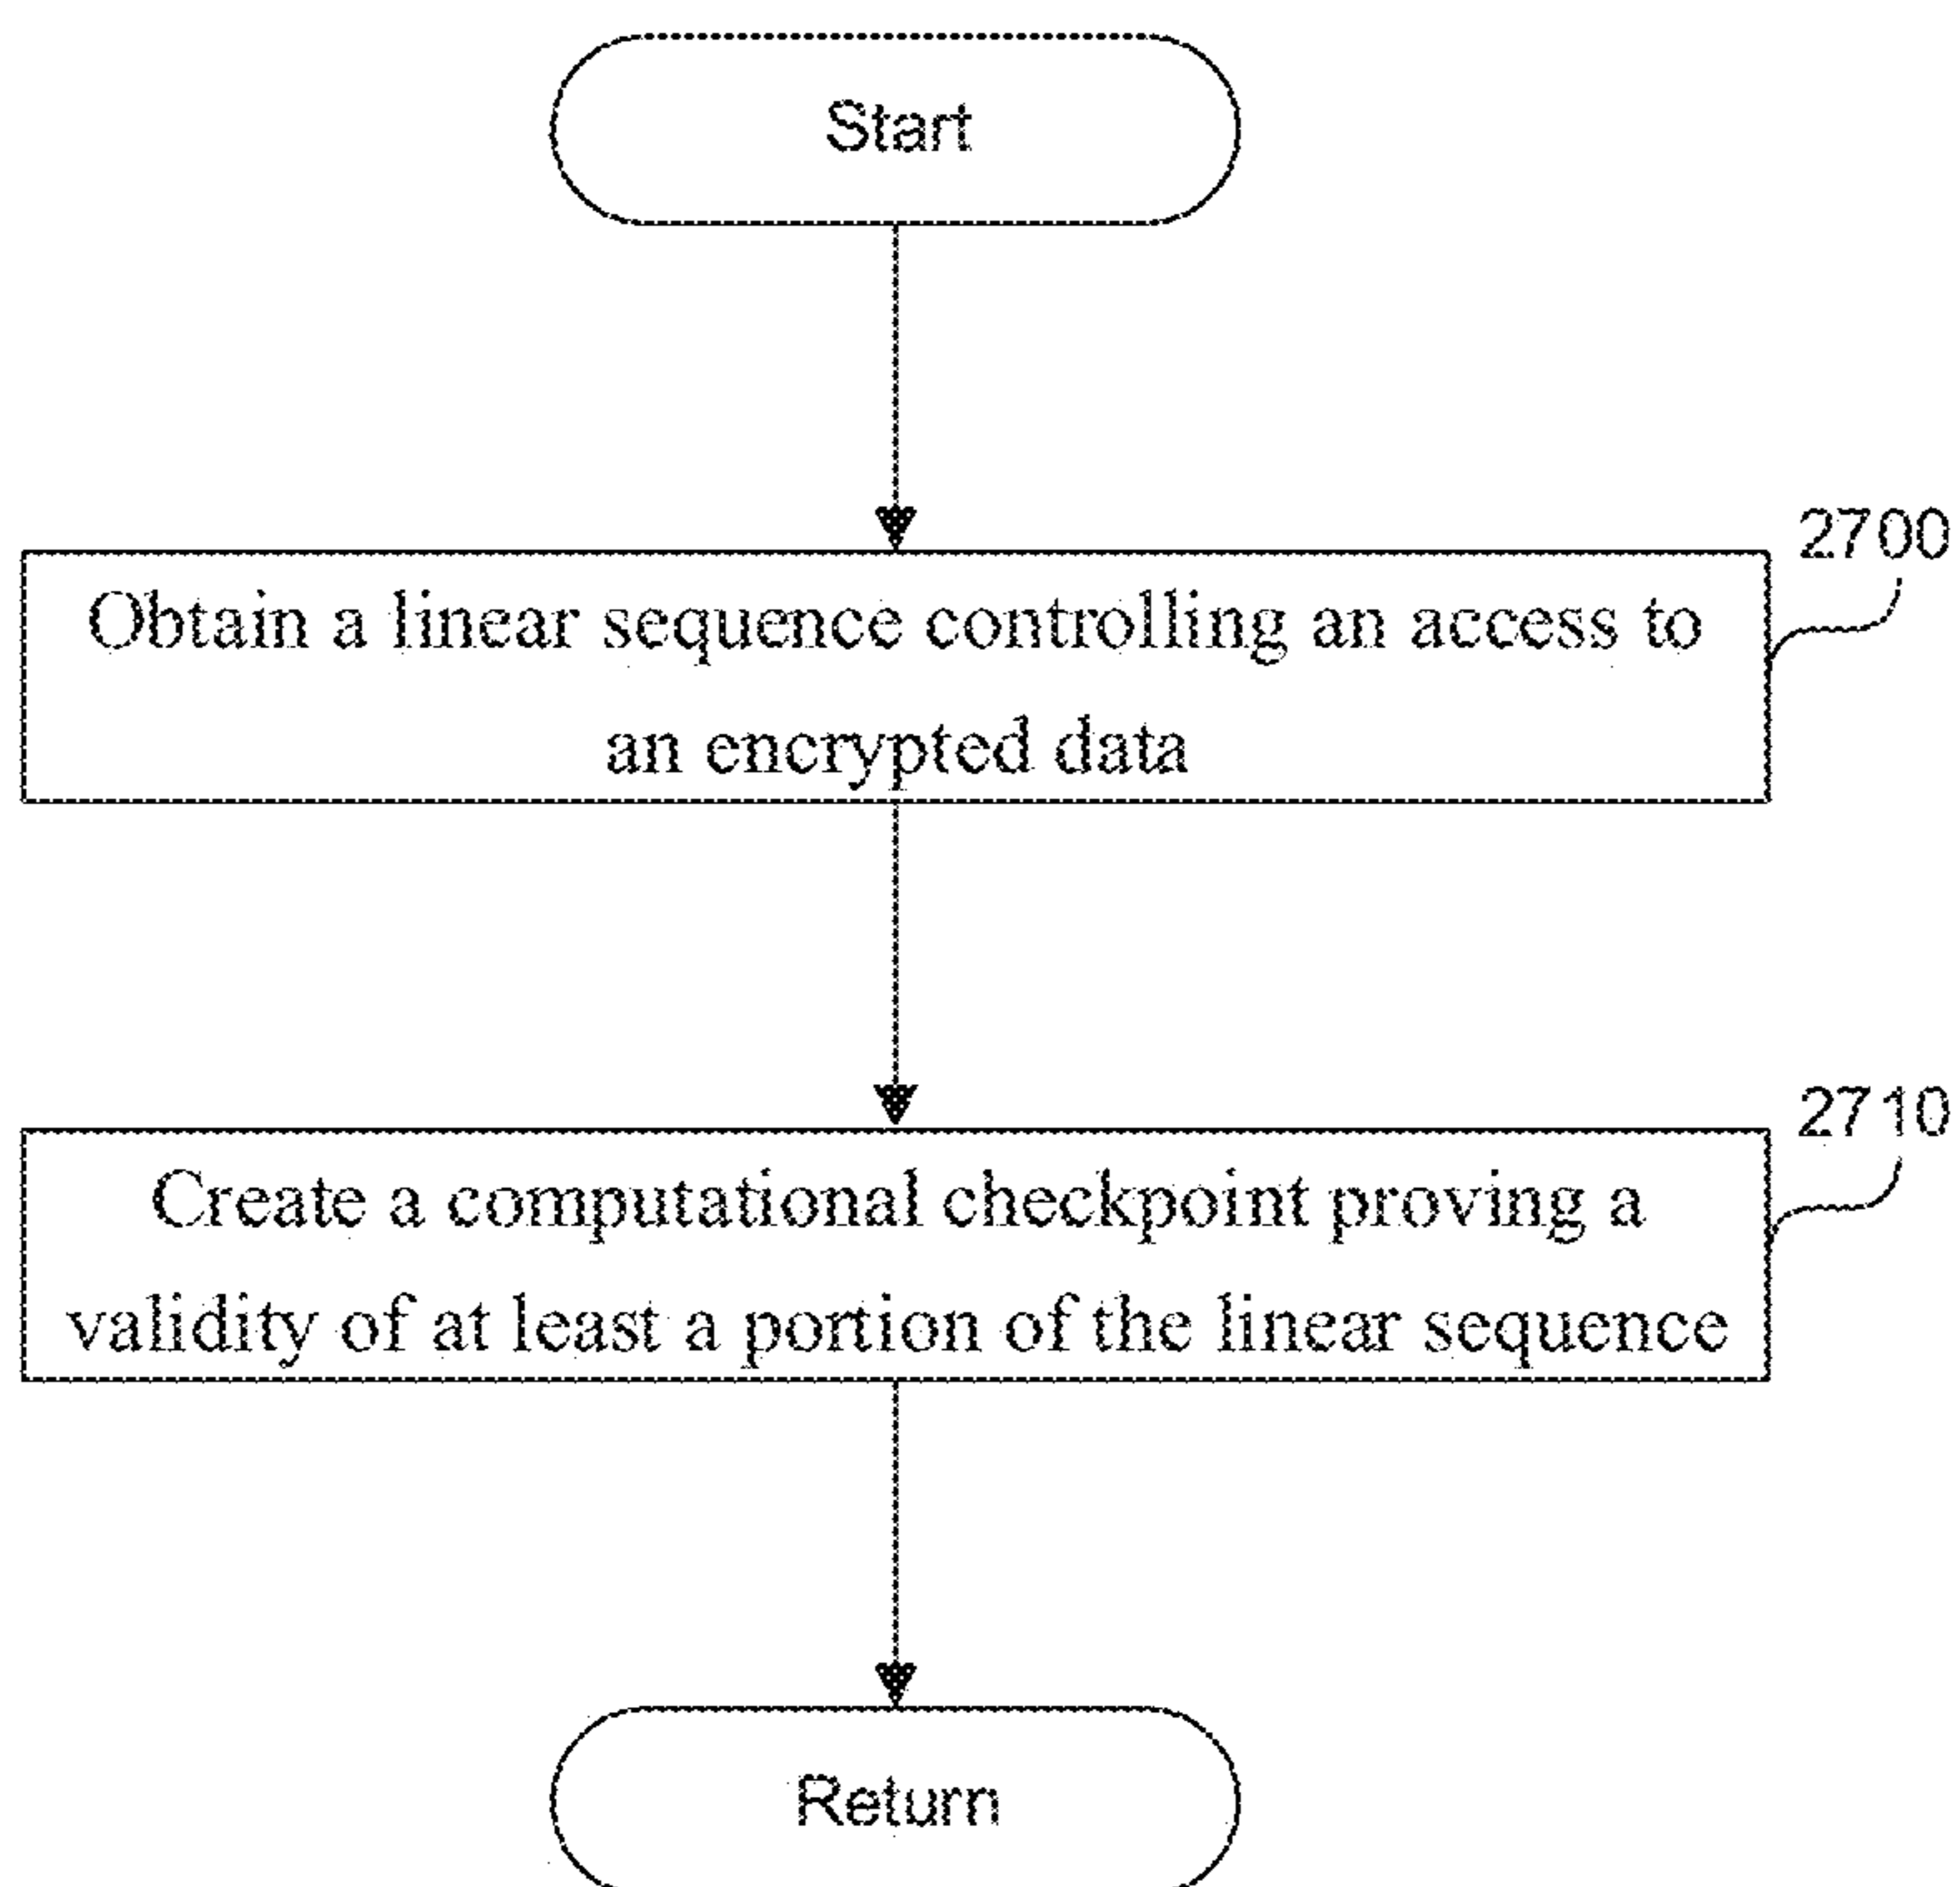 Start
2700
Obtain a linear sequence controlling an access to
an encrypted data
2710
Create a computational checkpoint proving a
validity of at least a portion of the linear sequence
Return